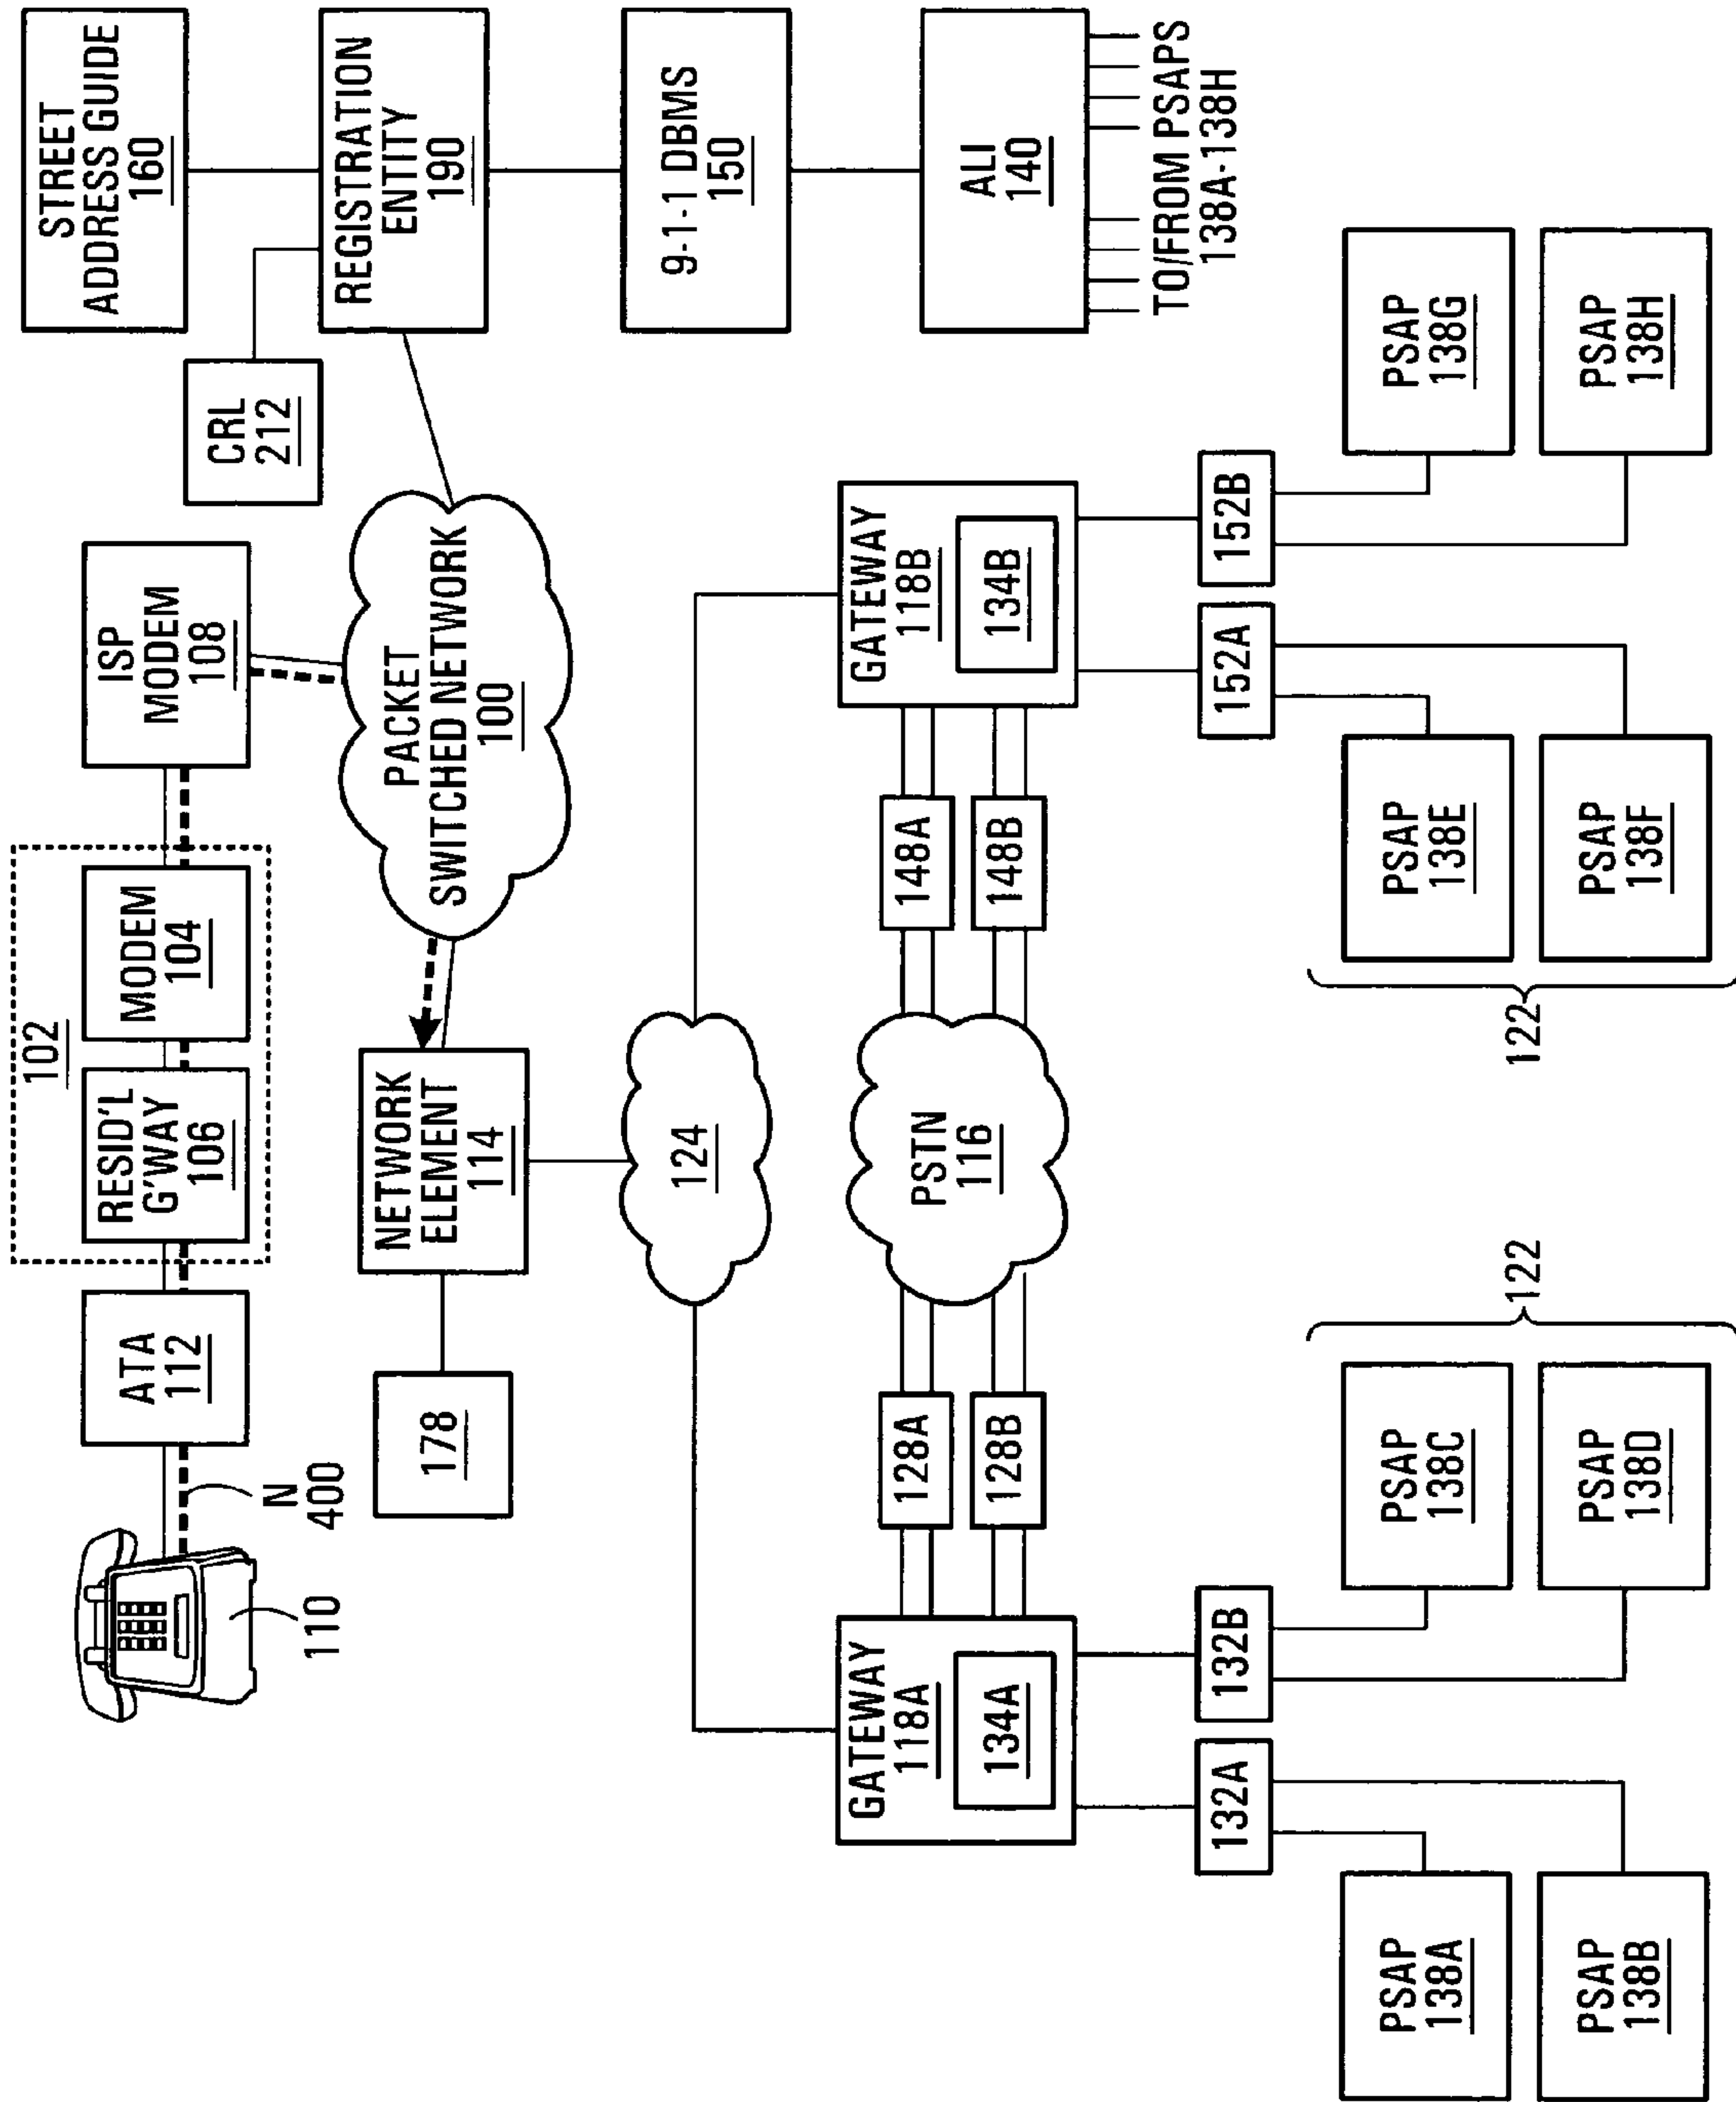 STREET
ADDRESS GUIDE
160
REGISTRATION
ENTITY
190
9-1-1 DBMS
150
ALI
140
TO/FROM PSAPS
138A-138H
CRL
212
ISP
MODEM
108
102
MODEM
104
RESID'L
G'WAY
106
ATA
112
N
400
110
PACKET
SWITCHED NETWORK
100
NETWORK
ELEMENT
114
178
124
GATEWAY
118A
134A
128A
128B
PSTN
116
148A
148B
GATEWAY
118B
134B
132A
132B
152A
152B
PSAP
138A
PSAP
138B
PSAP
138C
PSAP
138D
122
PSAP
138E
PSAP
138F
PSAP
138G
PSAP
138H
122